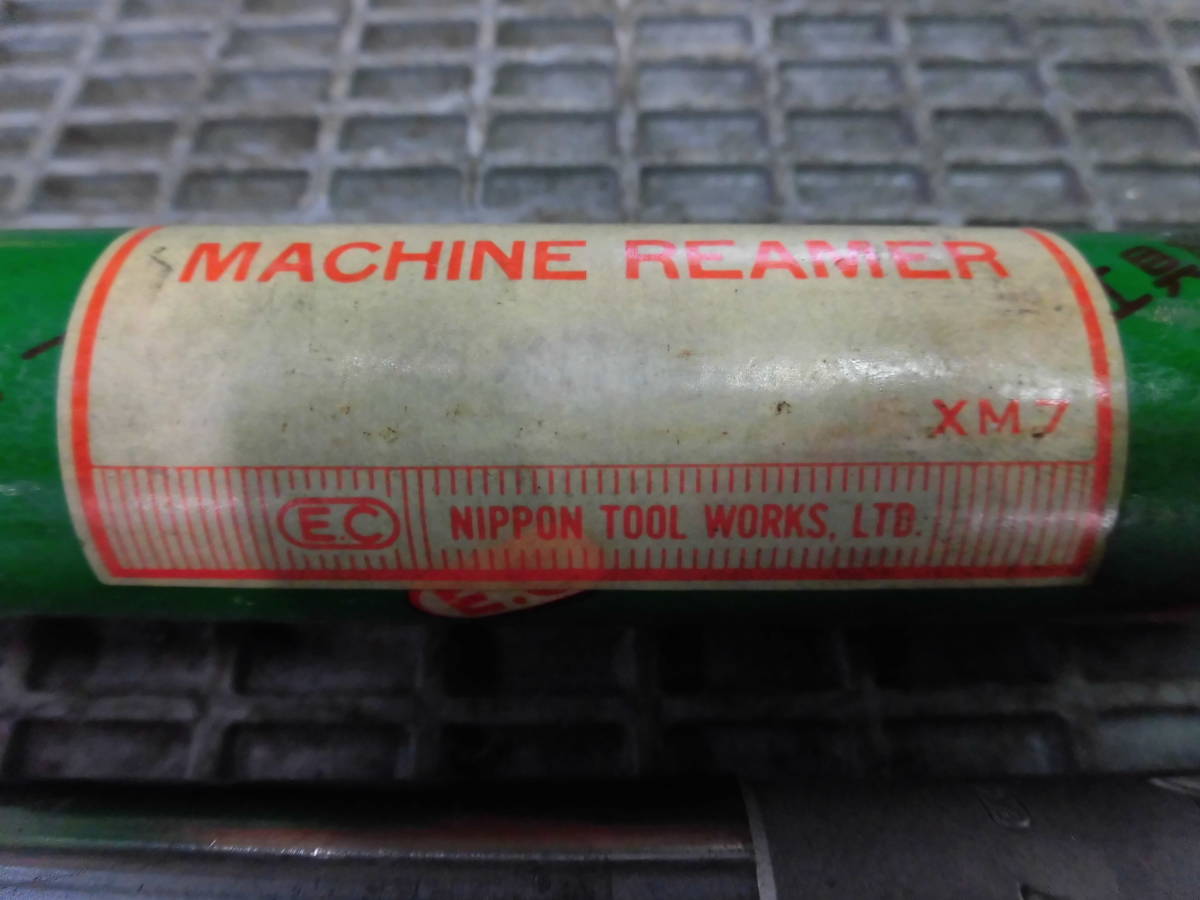 MACHINE REAMER
XM7
E.C
NIPPON TOOL WORKS, LTD.